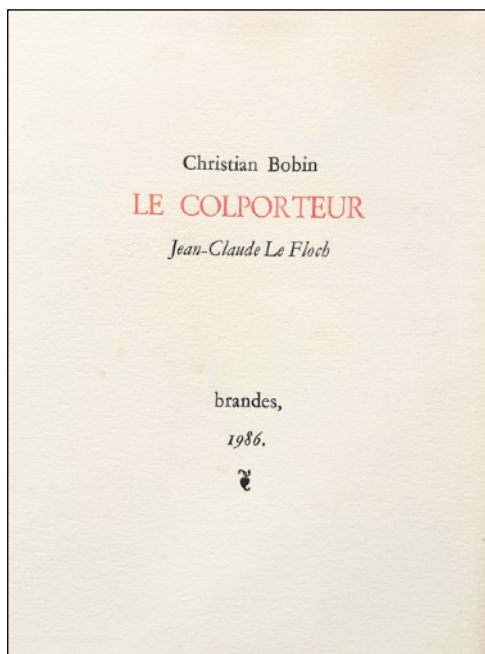 Christian Bobin
LE COLPORTEUR
Jean-Claude Le Floch
brandes,
1986.